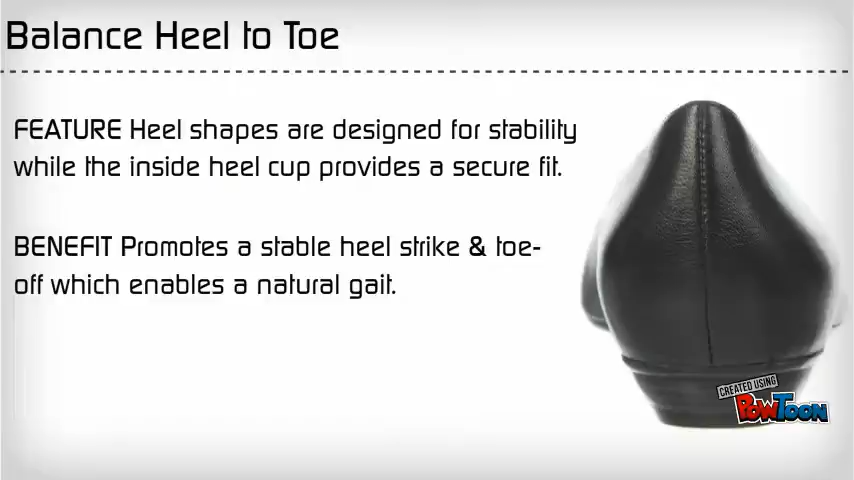 Balance Heel to Toe
FEATURE Heel shapes are designed for stability
while the inside heel cup provides a secure fit.
BENEFIT Promotes a stable heel strike & toe-
off which enables a natural gait.
CREATED USING
POWTOON